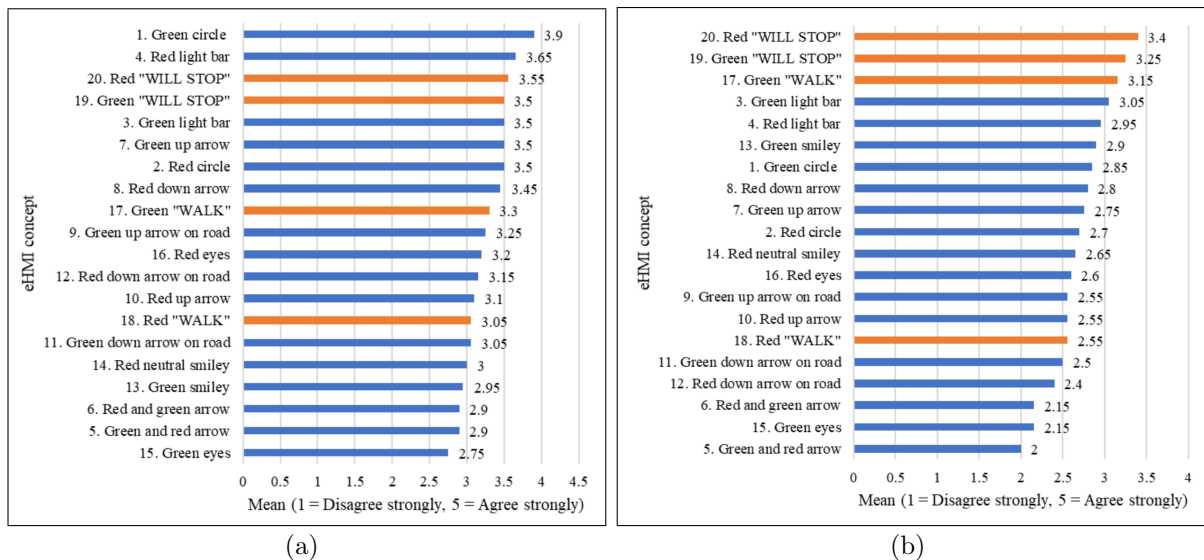 1. Green circle 3.9
4. Red light bar 3.65
20. Red "WILL STOP" 3.55
19. Green "WILL STOP" 3.5
3. Green light bar 3.5
7. Green up arrow 3.5
2. Red circle 3.5
8. Red down arrow 3.45
17. Green "WALK" 3.3
9. Green up arrow on road 3.25
16. Red eyes 3.2
12. Red down arrow on road 3.15
10. Red up arrow 3.1
18. Red "WALK" 3.05
11. Green down arrow on road 3.05
14. Red neutral smiley 3
13. Green smiley 2.95
6. Red and green arrow 2.9
5. Green and red arrow 2.9
15. Green eyes 2.75
eHMI concept
0 0.5 1 1.5 2 2.5 3 3.5 4 4.5
Mean (1 = Disagree strongly, 5 = Agree strongly)
(a)
20. Red "WILL STOP" 3.4
19. Green "WILL STOP" 3.25
17. Green "WALK" 3.15
3. Green light bar 3.05
4. Red light bar 2.95
13. Green smiley 2.9
1. Green circle 2.85
8. Red down arrow 2.8
7. Green up arrow 2.75
2. Red circle 2.7
14. Red neutral smiley 2.65
16. Red eyes 2.6
9. Green up arrow on road 2.55
10. Red up arrow 2.55
18. Red "WALK" 2.55
11. Green down arrow on road 2.5
12. Red down arrow on road 2.4
6. Red and green arrow 2.15
15. Green eyes 2.15
5. Green and red arrow 2
eHMI concept
0 0.5 1 1.5 2 2.5 3 3.5 4
Mean (1 = Disagree strongly, 5 = Agree strongly)
(b)